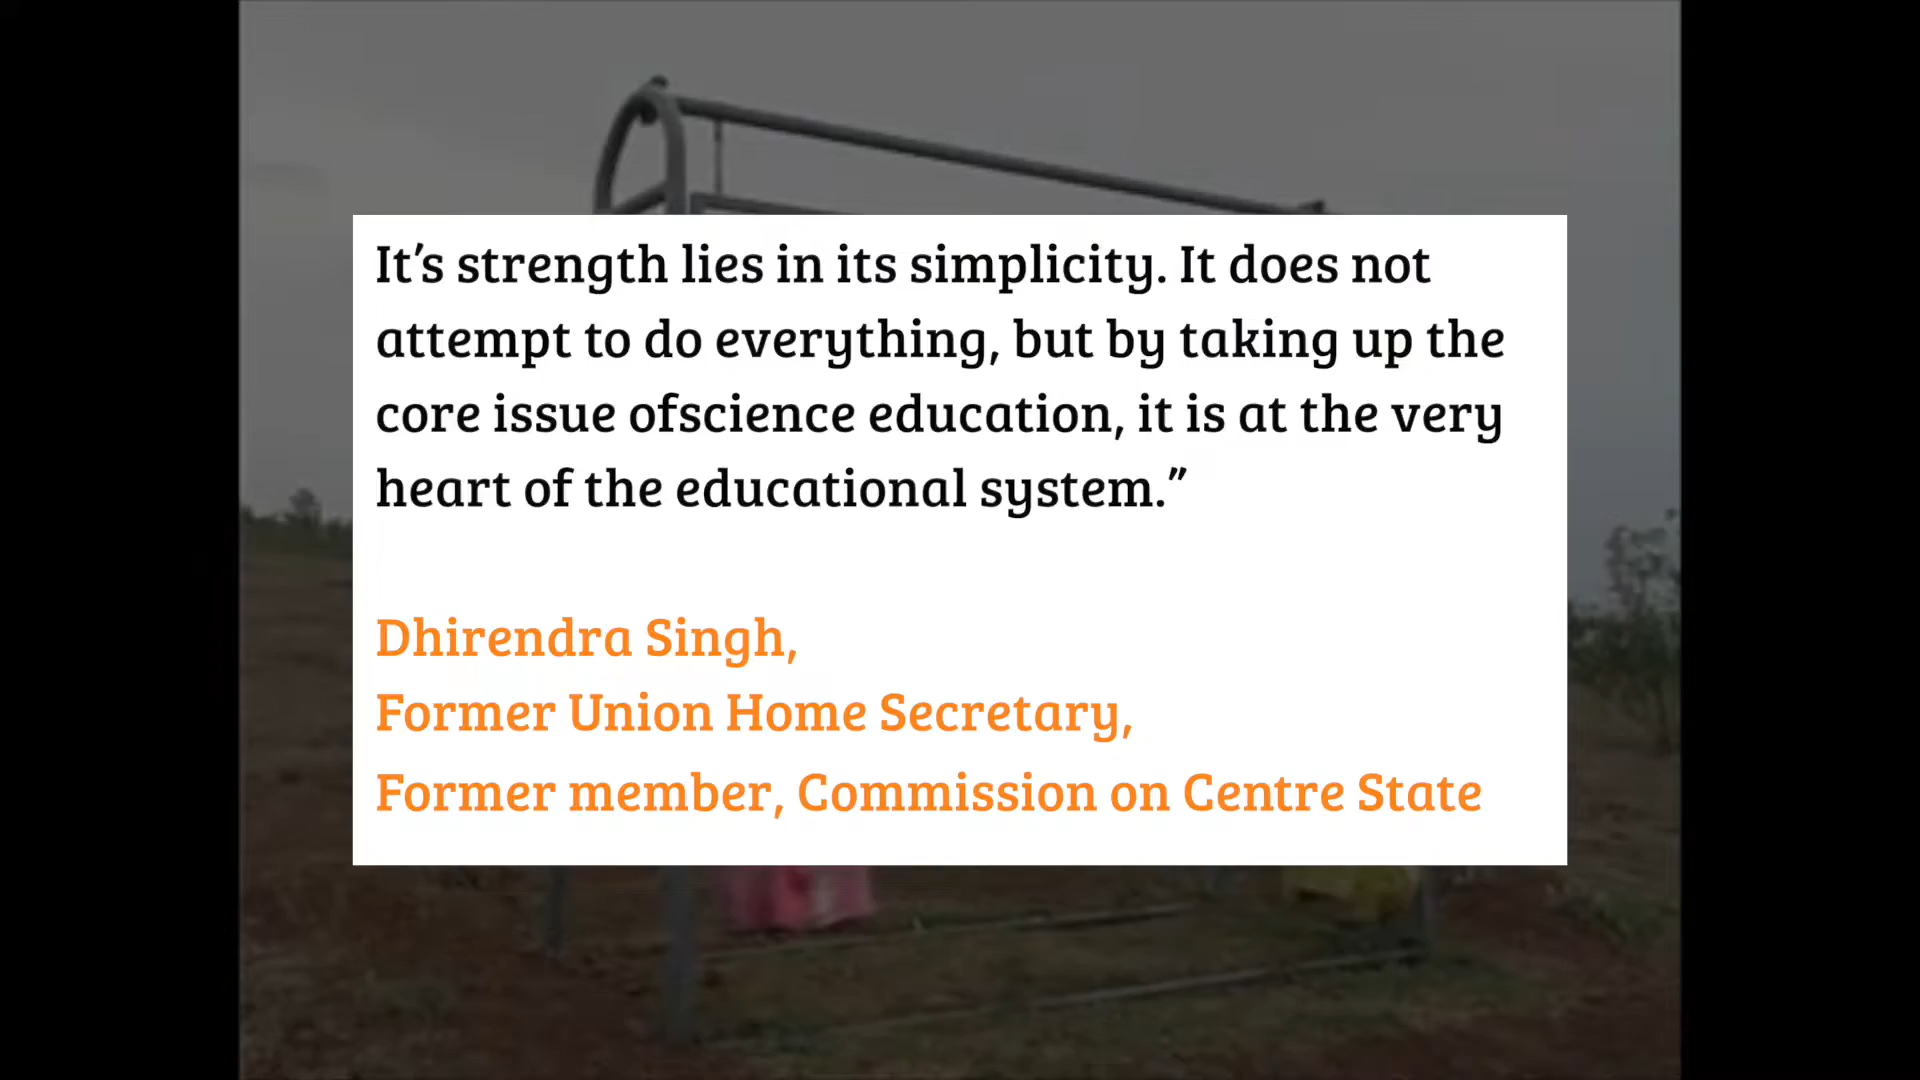 It’s strength lies in its simplicity. It does not
attempt to do everything, but by taking up the
core issue ofscience education, it is at the very
heart of the educational system.”
Dhirendra Singh,
Former Union Home Secretary,
Former member, Commission on Centre State